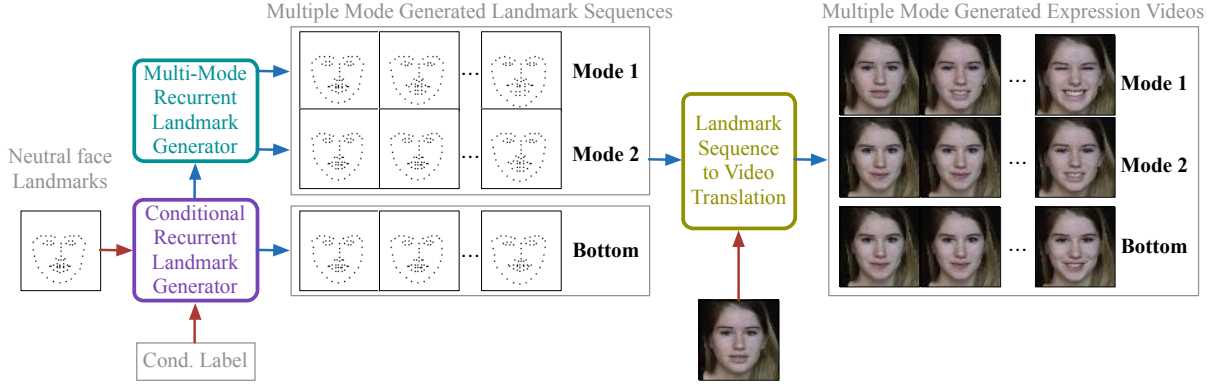 Multiple Mode Generated Landmark Sequences
Multiple Mode Generated Expression Videos
Multi-Mode
Recurrent
Landmark
Generator
...
Mode 1
...
Mode 2
Neutral face
Landmarks
Conditional
Recurrent
Landmark
Generator
...
Bottom
Cond. Label
Landmark
Sequence
to Video
Translation
...
Mode 1
...
Mode 2
...
Bottom